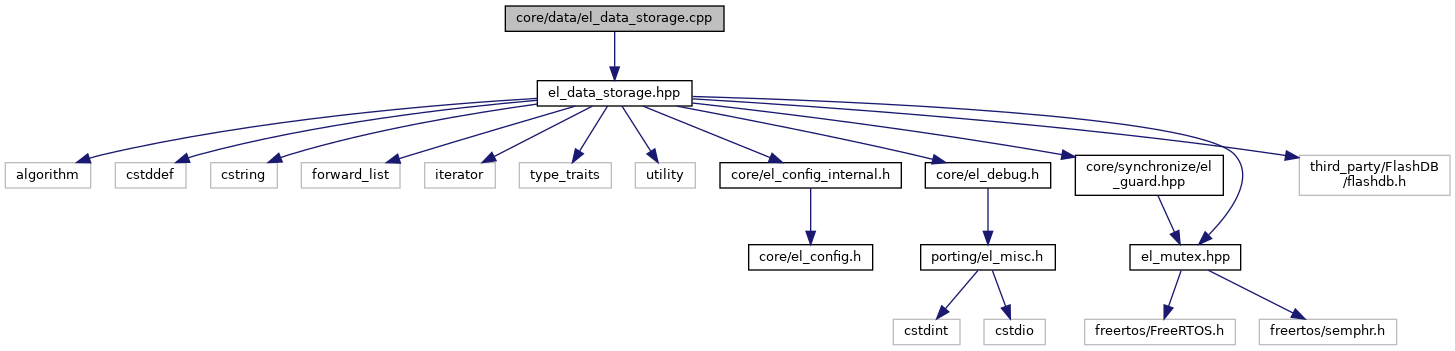 core/data/el_data_storage.cpp
el_data_storage.hpp
algorithm
cstddef
cstring
forward_list
iterator
type_traits
utility
core/el_config_internal.h
core/el_debug.h
core/synchronize/el
_guard.hpp
third_party/FlashDB
/flashdb.h
core/el_config.h
porting/el_misc.h
el_mutex.hpp
cstdint
cstdio
freertos/FreeRTOS.h
freertos/semphr.h